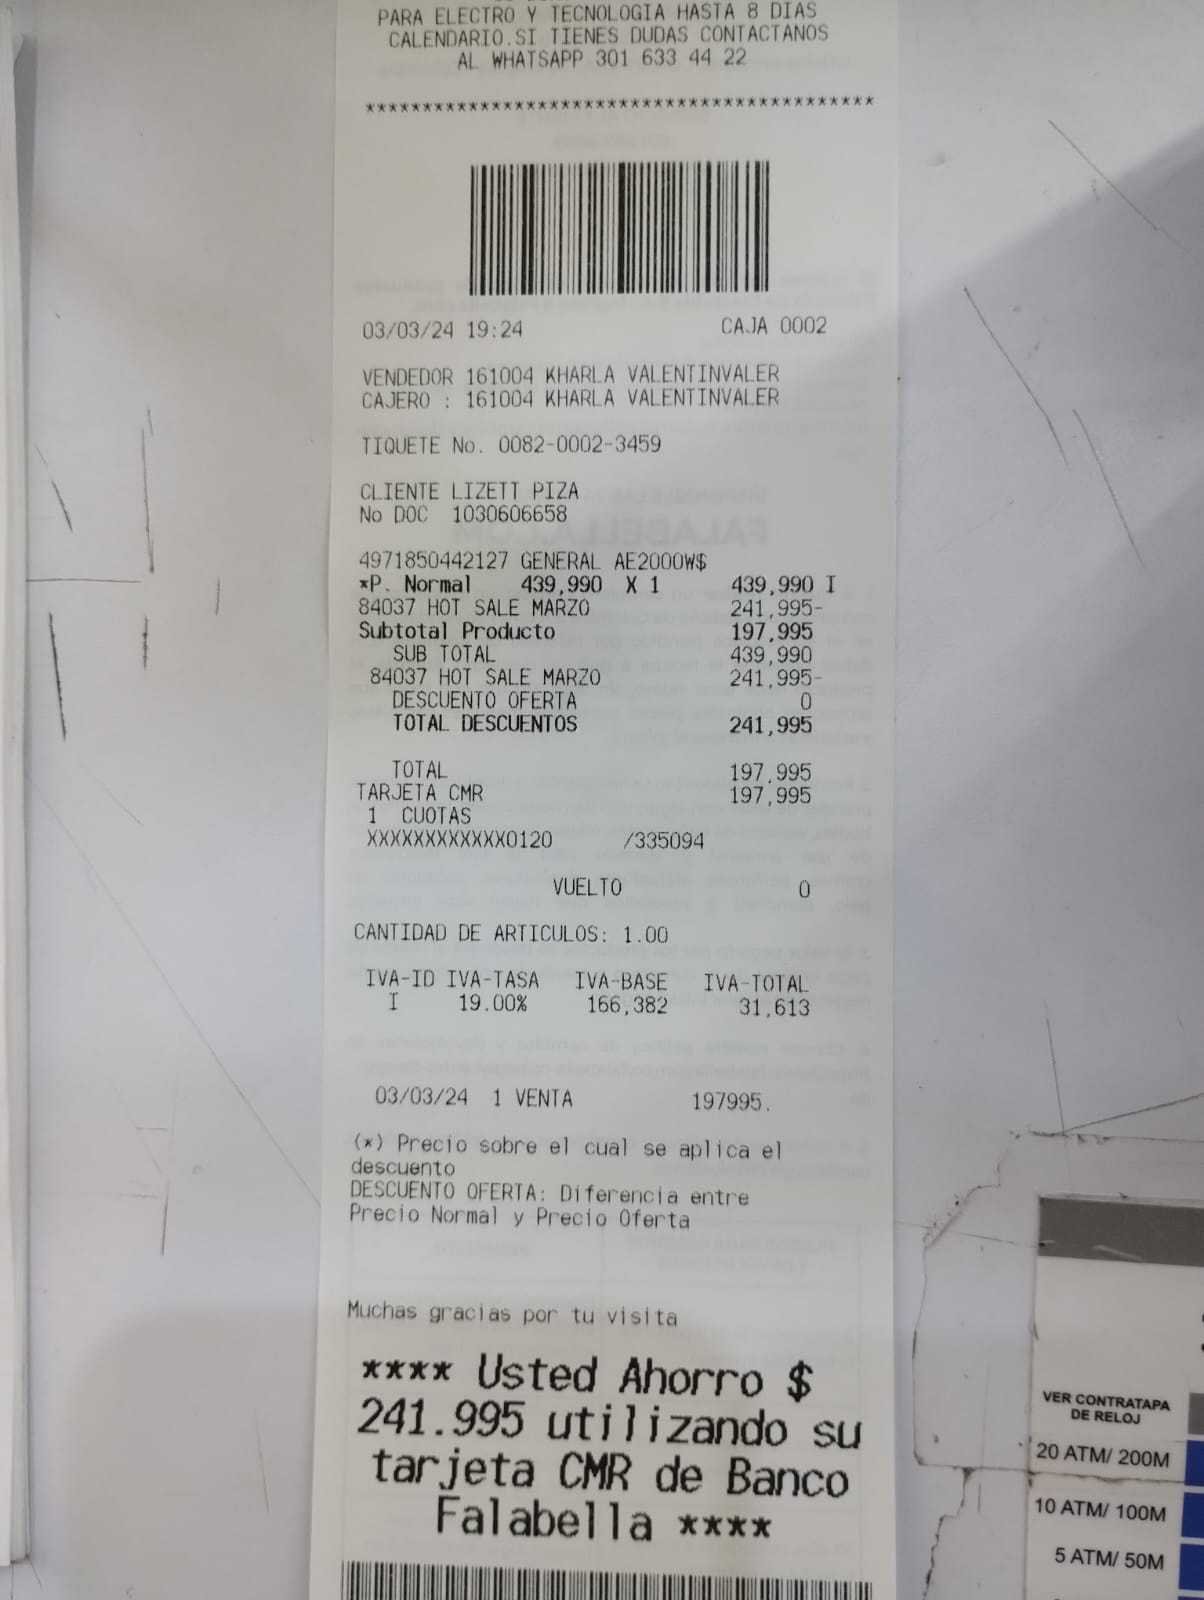 PARA ELECTRO Y TECNOLOGIA HASTA 8 DIAS
CALENDARIO.SI TIENES DUDAS CONTACTANOS
AL WHATSAPP 301 633 44 22
********************************************
03/03/24 19:24 CAJA 0002
VENDEDOR 161004 KHARLA VALENTINVALER
CAJERO : 161004 KHARLA VALENTINVALER
TIQUETE No. 0082-0002-3459
CLIENTE LIZETT PIZA
No DOC 1030606658
4971850442127 GENERAL AE2000W$
*P. Normal 439,990 X 1 439,990 I
84037 HOT SALE MARZO 241,995-
Subtotal Producto 197,995
SUB TOTAL 439,990
84037 HOT SALE MARZO 241,995-
DESCUENTO OFERTA 0
TOTAL DESCUENTOS 241,995
TOTAL 197,995
TARJETA CMR 197,995
1 CUOTAS
XXXXXXXXXXXX0120 /335094
VUELTO 0
CANTIDAD DE ARTICULOS: 1.00
IVA-ID IVA-TASA IVA-BASE IVA-TOTAL
I 19.00% 166,382 31,613
03/03/24 1 VENTA 197995.
(*) Precio sobre el cual se aplica el
descuento
DESCUENTO OFERTA: Diferencia entre
Precio Normal y Precio Oferta
Muchas gracias por tu visita
**** Usted Ahorro $
241.995 utilizando su
tarjeta CMR de Banco
Falabella ****
VER CONTRATAPA
DE RELOJ
20 ATM/ 200M
10 ATM/ 100M
5 ATM/ 50M